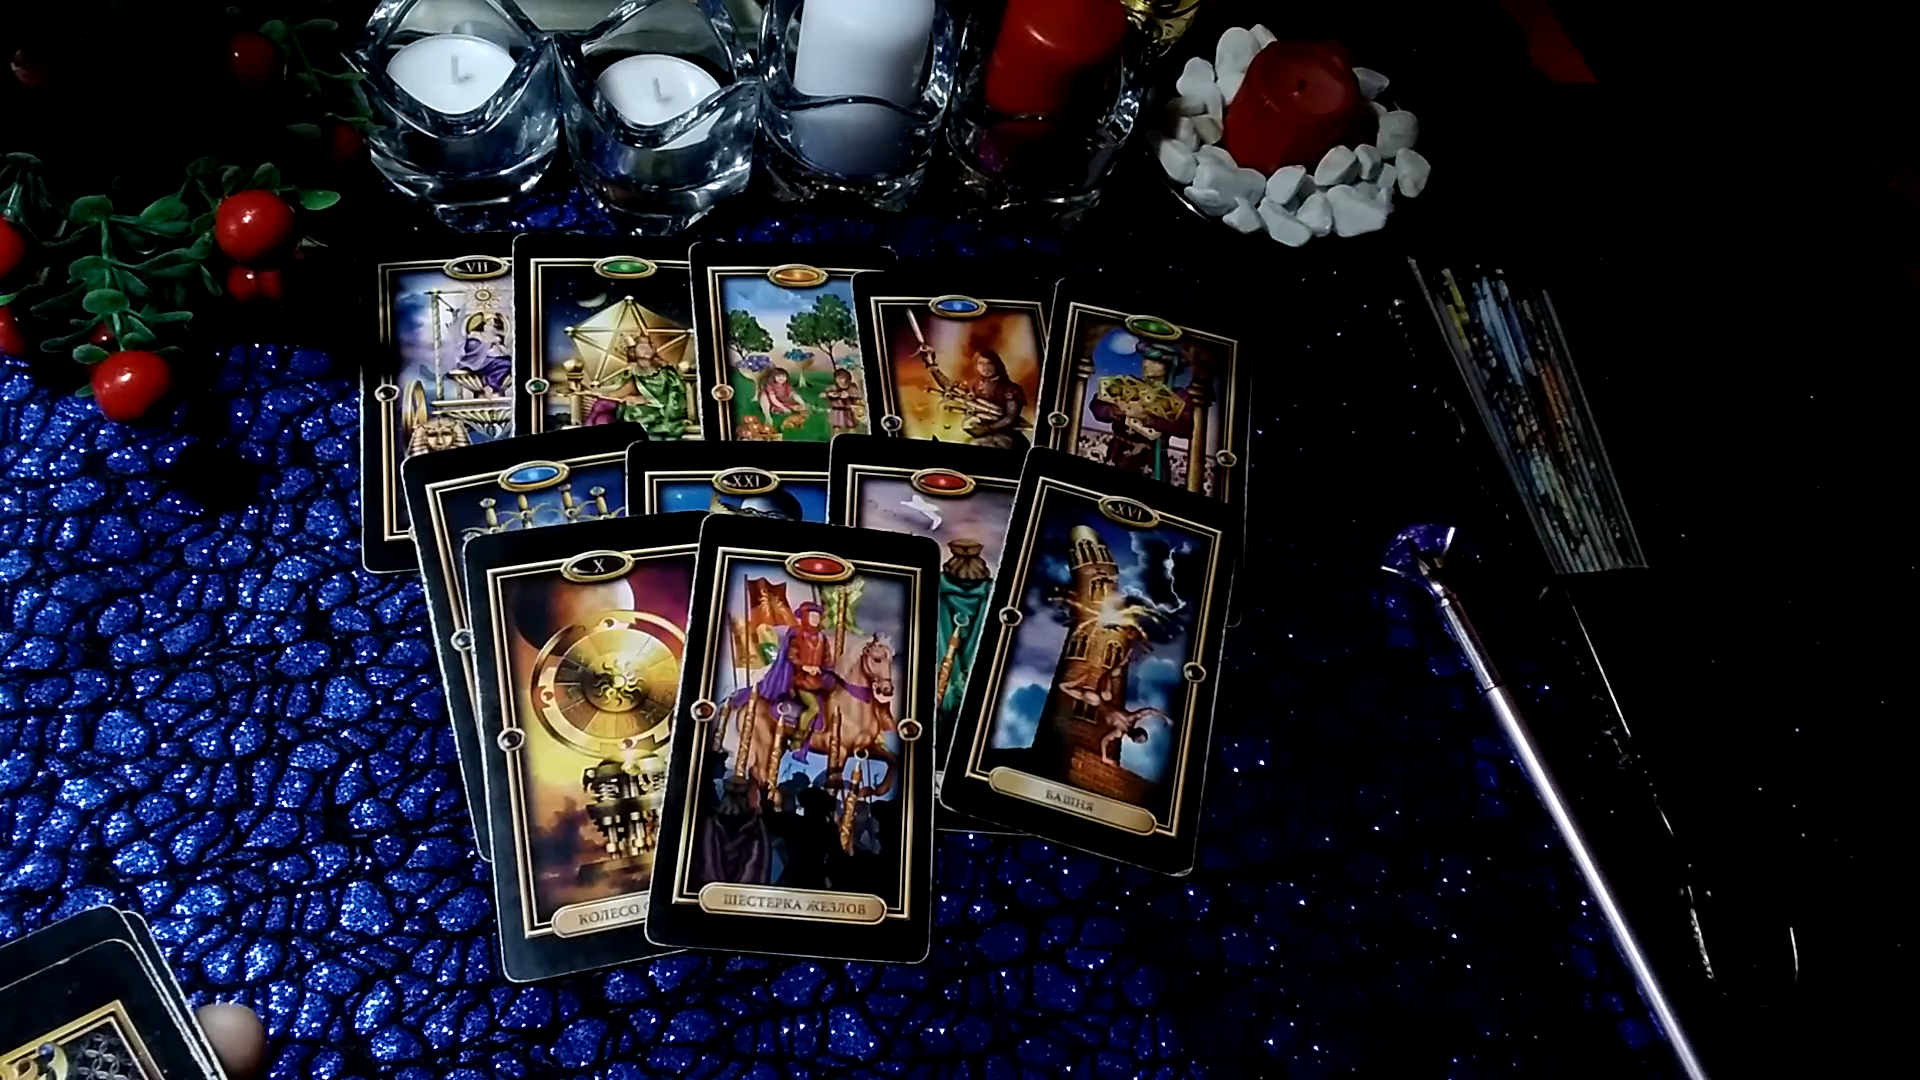 VII
XXI
XVI
X
БАШНЯ
КОЛЕСО
ШЕСТЕРКА ЖЕЗЛОВ